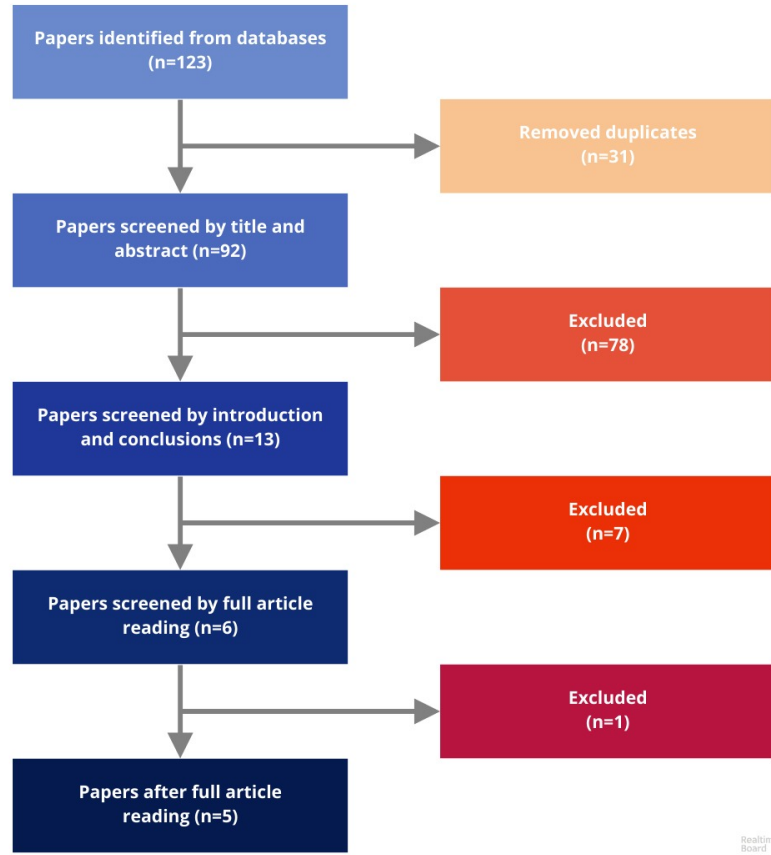 Papers identified from databases
(n=123)
Removed duplicates
(n=31)
Papers screened by title and
abstract (n=92)
Excluded
(n=78)
Papers screened by introduction
and conclusions (n=13)
Excluded
(n=7)
Papers screened by full article
reading (n=6)
Excluded
(n=1)
Papers after full article
reading (n=5)
Realtim
Board